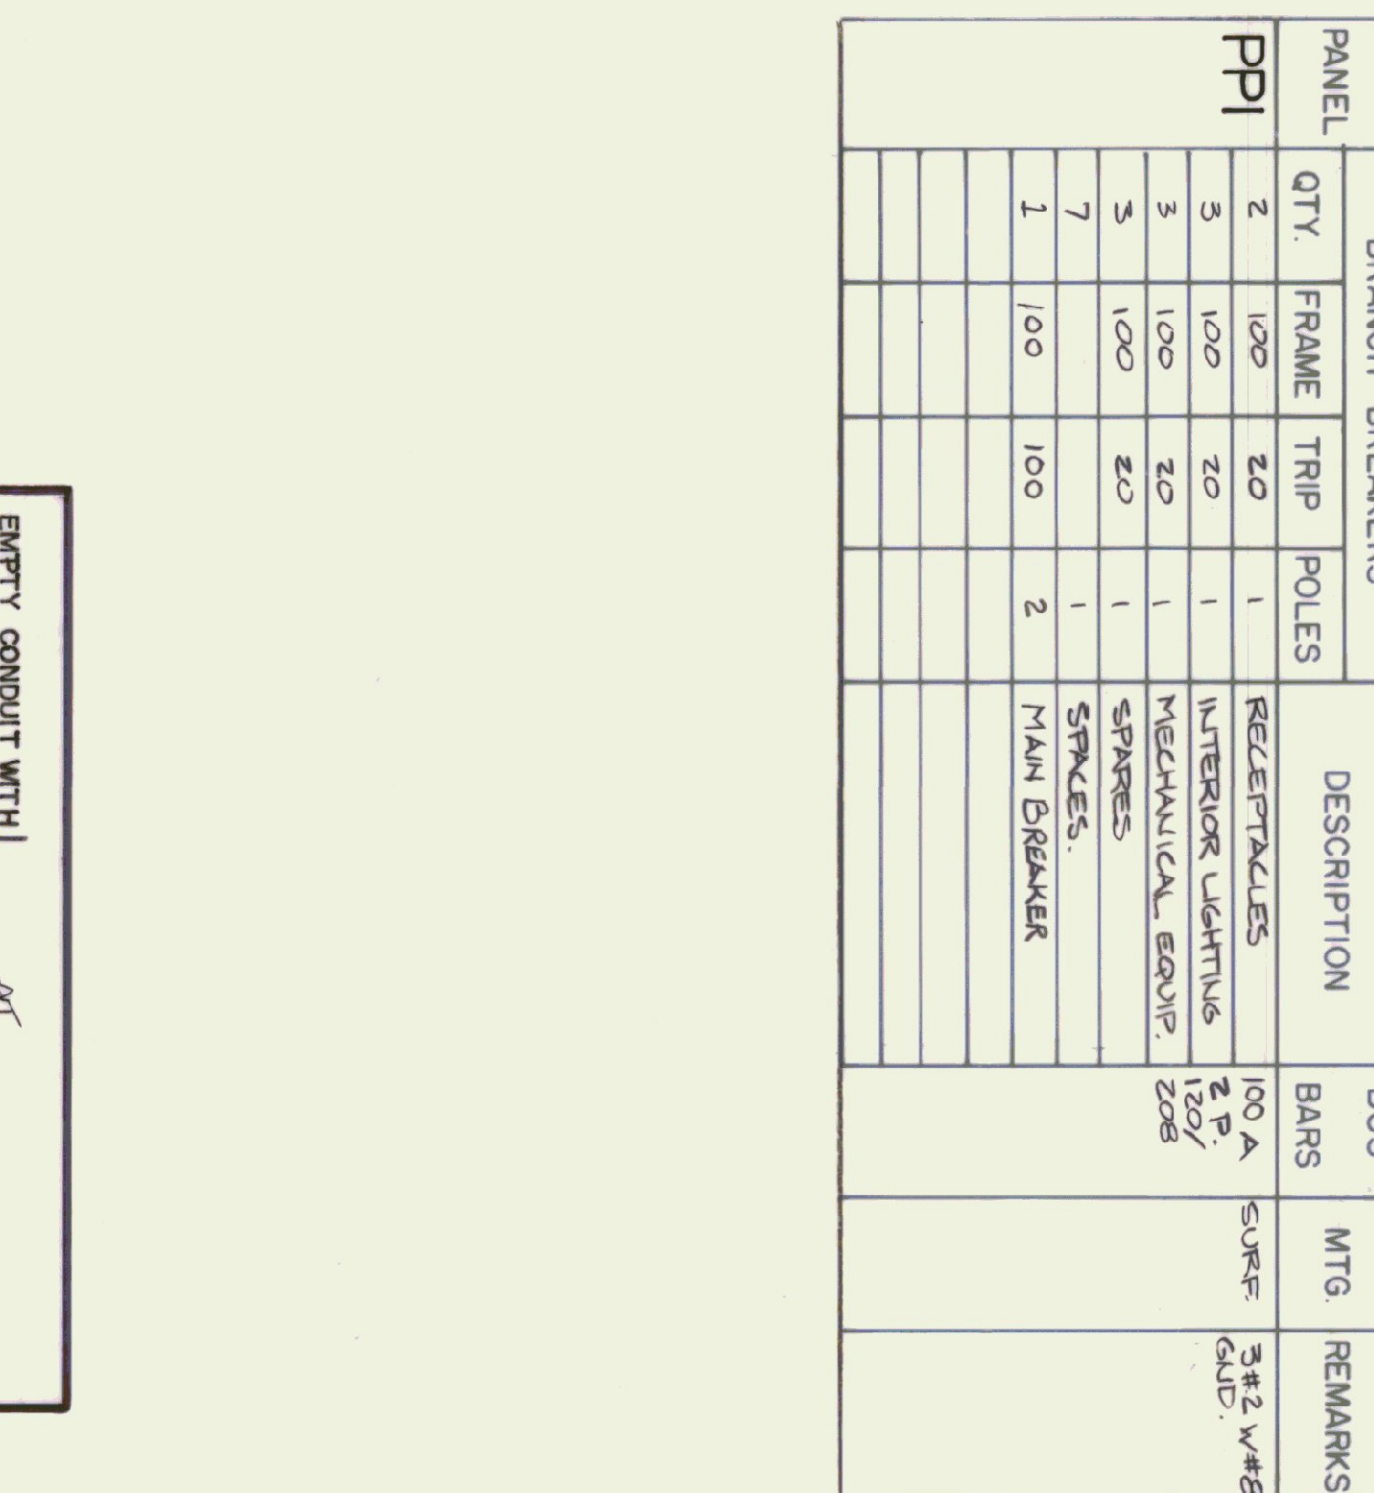 PANEL QTY. FRAME TRIP POLES DESCRIPTION BARS MTG. REMARKS
PP1 2 100 20 1 RECEPTACLES 100 A SURF. 3#2 W#8
3 100 20 1 INTERIOR LIGHTING 2 P. GND.
120/
3 100 20 1 MECHANICAL EQUIP. 208
3 100 20 1 SPARES
7 1 SPACES.
1 100 100 2 MAIN BREAKER
EMPTY CONDUIT WITH